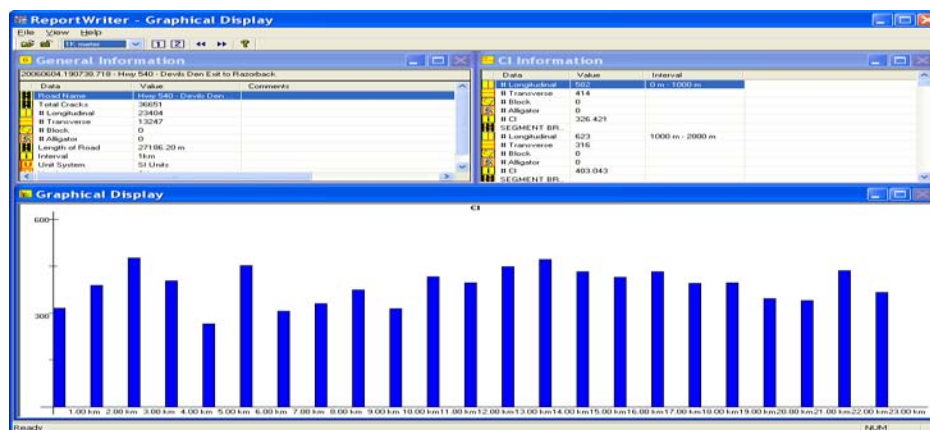 ReportWriter - Graphical Display
File View Help
1K meter 1 2
General Information
20060604.190738.718 - Hwy 540 - Devils Den Exit to Razorback
Data Value Comments
Road Name Hwy 540 - Devils Den ...
Total Cracks 36651
# Longitudinal 23404
# Transverse 13247
# Block 0
# Alligator 0
Length of Road 27186.20 m
Interval 1km
Unit System SI Units
CI Information
Data Value Interval
# Longitudinal 502 0 m - 1000 m
# Transverse 414
# Block 0
# Alligator 0
# CI 326.421
SEGMENT BR...
# Longitudinal 623 1000 m - 2000 m
# Transverse 316
# Block 0
# Alligator 0
# CI 403.043
SEGMENT BR...
Graphical Display
CI
600
300
1.00 km 2.00 km 3.00 km 4.00 km 5.00 km 6.00 km 7.00 km 8.00 km 9.00 km 10.00 km 11.00 km 12.00 km 13.00 km 14.00 km 15.00 km 16.00 km 17.00 km 18.00 km 19.00 km 20.00 km 21.00 km 22.00 km 23.00 km
Ready NUM